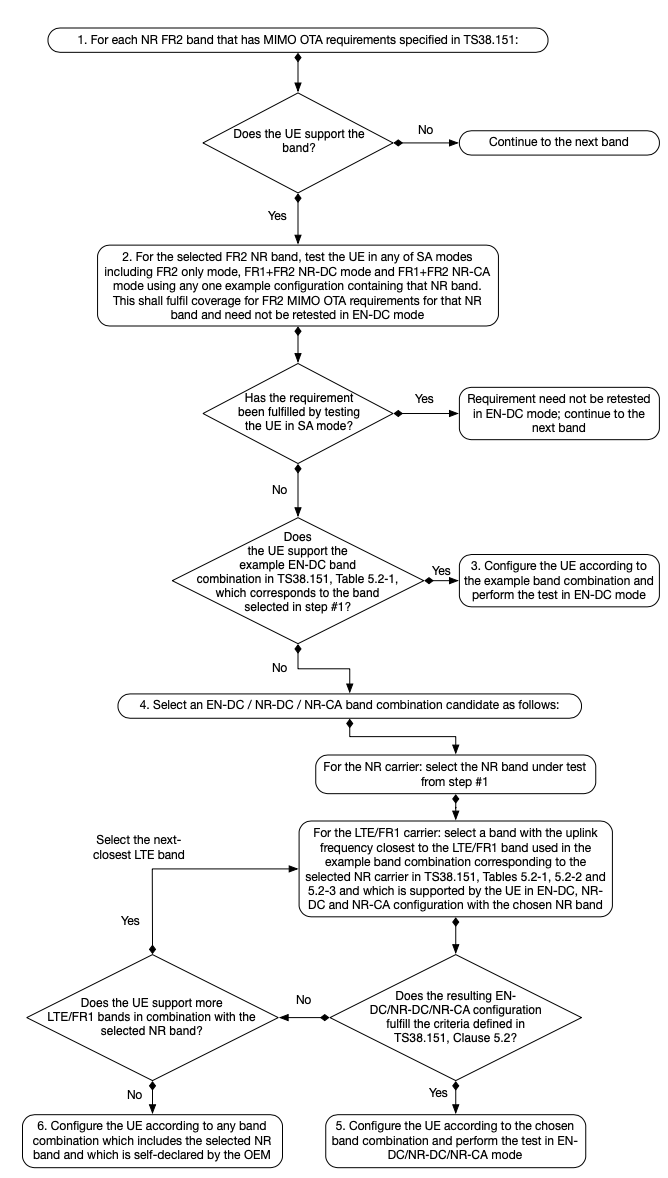 1. For each NR FR2 band that has MIMO OTA requirements specified in TS38.151:
Does the UE support the
band?
No
Continue to the next band
Yes
2. For the selected FR2 NR band, test the UE in any of SA modes
including FR2 only mode, FR1+FR2 NR-DC mode and FR1+FR2 NR-CA
mode using any one example configuration containing that NR band.
This shall fulfil coverage for FR2 MIMO OTA requirements for that NR
band and need not be retested in EN-DC mode
Has the requirement
been fulfilled by testing
the UE in SA mode?
Yes
Requirement need not be retested
in EN-DC mode; continue to the
next band
No
Does
the UE support the
example EN-DC band
combination in TS38.151, Table 5.2-1,
which corresponds to the band
selected in step #1?
Yes
3. Configure the UE according to
the example band combination and
perform the test in EN-DC mode
No
4. Select an EN-DC / NR-DC / NR-CA band combination candidate as follows:
For the NR carrier: select the NR band under test
from step #1
For the LTE/FR1 carrier: select a band with the uplink
frequency closest to the LTE/FR1 band used in the
example band combination corresponding to the
selected NR carrier in TS38.151, Tables 5.2-1, 5.2-2 and
5.2-3 and which is supported by the UE in EN-DC, NR-
DC and NR-CA configuration with the chosen NR band
Select the next-
closest LTE band
Yes
Does the UE support more
LTE/FR1 bands in combination with the
selected NR band?
No
Does the resulting EN-
DC/NR-DC/NR-CA configuration
fulfill the criteria defined in
TS38.151, Clause 5.2?
No
Yes
6. Configure the UE according to any band
combination which includes the selected NR
band and which is self-declared by the OEM
5. Configure the UE according to the chosen
band combination and perform the test in EN-
DC/NR-DC/NR-CA mode